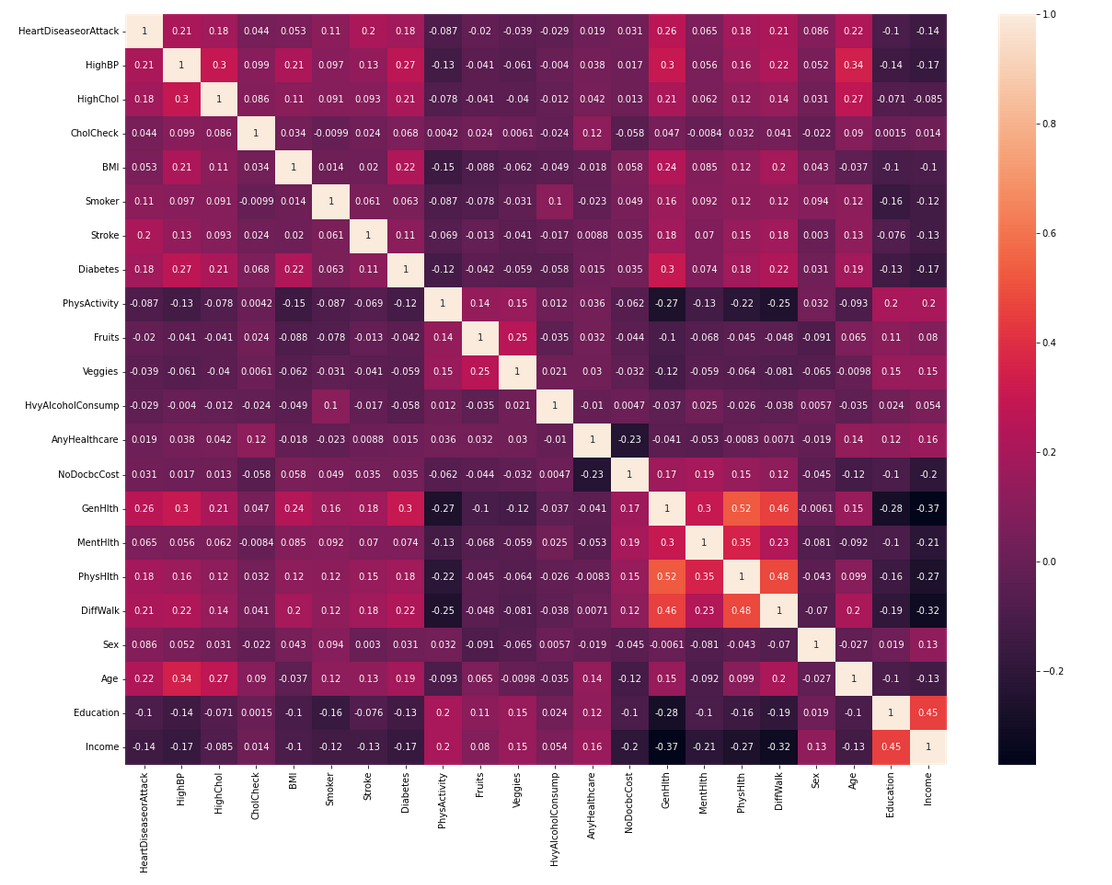 HeartDiseaseorAttack 1 0.21 0.18 0.044 0.053 0.11 0.2 0.18 -0.087 -0.02 -0.039 -0.029 0.019 0.031 0.26 0.065 0.18 0.21 0.086 0.22 -0.1 -0.14 1.0
HighBP 0.21 1 0.3 0.099 0.21 0.097 0.13 0.27 -0.13 -0.041 -0.061 -0.004 0.038 0.017 0.3 0.056 0.16 0.22 0.052 0.34 -0.14 -0.17
HighChol 0.18 0.3 1 0.086 0.11 0.091 0.093 0.21 -0.078 -0.041 -0.04 -0.012 0.042 0.013 0.21 0.062 0.12 0.14 0.031 0.27 -0.071 -0.085
0.8
CholCheck 0.044 0.099 0.086 1 0.034 -0.0099 0.024 0.068 0.0042 0.024 0.0061 -0.024 0.12 -0.058 0.047 -0.0084 0.032 0.041 -0.022 0.09 0.0015 0.014
BMI 0.053 0.21 0.11 0.034 1 0.014 0.02 0.22 -0.15 -0.088 -0.062 -0.049 -0.018 0.058 0.24 0.085 0.12 0.2 0.043 -0.037 -0.1 -0.1
Smoker 0.11 0.097 0.091 -0.0099 0.014 1 0.061 0.063 -0.087 -0.078 -0.031 0.1 -0.023 0.049 0.16 0.092 0.12 0.12 0.094 0.12 -0.16 -0.12
Stroke 0.2 0.13 0.093 0.024 0.02 0.061 1 0.11 -0.069 -0.013 -0.041 -0.017 0.0088 0.035 0.18 0.07 0.15 0.18 0.003 0.13 -0.076 -0.13 0.6
Diabetes 0.18 0.27 0.21 0.068 0.22 0.063 0.11 1 -0.12 -0.042 -0.059 -0.058 0.015 0.035 0.3 0.074 0.18 0.22 0.031 0.19 -0.13 -0.17
PhysActivity -0.087 -0.13 -0.078 0.0042 -0.15 -0.087 -0.069 -0.12 1 0.14 0.15 0.012 0.036 -0.062 -0.27 -0.13 -0.22 -0.25 0.032 -0.093 0.2 0.2
Fruits -0.02 -0.041 -0.041 0.024 -0.088 -0.078 -0.013 -0.042 0.14 1 0.25 -0.035 0.032 -0.044 -0.1 -0.068 -0.045 -0.048 -0.091 0.065 0.11 0.08 0.4
Veggies -0.039 -0.061 -0.04 0.0061 -0.062 -0.031 -0.041 -0.059 0.15 0.25 1 0.021 0.03 -0.032 -0.12 -0.059 -0.064 -0.081 -0.065 -0.0098 0.15 0.15
HvyAlcoholConsump -0.029 -0.004 -0.012 -0.024 -0.049 0.1 -0.017 -0.058 0.012 -0.035 0.021 1 -0.01 0.0047 -0.037 0.025 -0.026 -0.038 0.0057 -0.035 0.024 0.054
AnyHealthcare 0.019 0.038 0.042 0.12 -0.018 -0.023 0.0088 0.015 0.036 0.032 0.03 -0.01 1 -0.23 -0.041 -0.053 -0.0083 0.0071 -0.019 0.14 0.12 0.16
0.2
NoDocbcCost 0.031 0.017 0.013 -0.058 0.058 0.049 0.035 0.035 -0.062 -0.044 -0.032 0.0047 -0.23 1 0.17 0.19 0.15 0.12 -0.045 -0.12 -0.1 -0.2
GenHlth 0.26 0.3 0.21 0.047 0.24 0.16 0.18 0.3 -0.27 -0.1 -0.12 -0.037 -0.041 0.17 1 0.3 0.52 0.46 -0.0061 0.15 -0.28 -0.37
MentHlth 0.065 0.056 0.062 -0.0084 0.085 0.092 0.07 0.074 -0.13 -0.068 -0.059 0.025 -0.053 0.19 0.3 1 0.35 0.23 -0.081 -0.092 -0.1 -0.21
0.0
PhysHlth 0.18 0.16 0.12 0.032 0.12 0.12 0.15 0.18 -0.22 -0.045 -0.064 -0.026 -0.0083 0.15 0.52 0.35 1 0.48 -0.043 0.099 -0.16 -0.27
DiffWalk 0.21 0.22 0.14 0.041 0.2 0.12 0.18 0.22 -0.25 -0.048 -0.081 -0.038 0.0071 0.12 0.46 0.23 0.48 1 -0.07 0.2 -0.19 -0.32
Sex 0.086 0.052 0.031 -0.022 0.043 0.094 0.003 0.031 0.032 -0.091 -0.065 0.0057 -0.019 -0.045 -0.0061 -0.081 -0.043 -0.07 1 -0.027 0.019 0.13
−0.2
Age 0.22 0.34 0.27 0.09 -0.037 0.12 0.13 0.19 -0.093 0.065 -0.0098 -0.035 0.14 -0.12 0.15 -0.092 0.099 0.2 -0.027 1 -0.1 -0.13
Education -0.1 -0.14 -0.071 0.0015 -0.1 -0.16 -0.076 -0.13 0.2 0.11 0.15 0.024 0.12 -0.1 -0.28 -0.1 -0.16 -0.19 0.019 -0.1 1 0.45
Income -0.14 -0.17 -0.085 0.014 -0.1 -0.12 -0.13 -0.17 0.2 0.08 0.15 0.054 0.16 -0.2 -0.37 -0.21 -0.27 -0.32 0.13 -0.13 0.45 1
HeartDiseaseorAttack
HighBP
HighChol
CholCheck
BMI
Smoker
Stroke
Diabetes
PhysActivity
Fruits
Veggies
HvyAlcoholConsump
AnyHealthcare
NoDocbcCost
GenHlth
MentHlth
PhysHlth
DiffWalk
Sex
Age
Education
Income